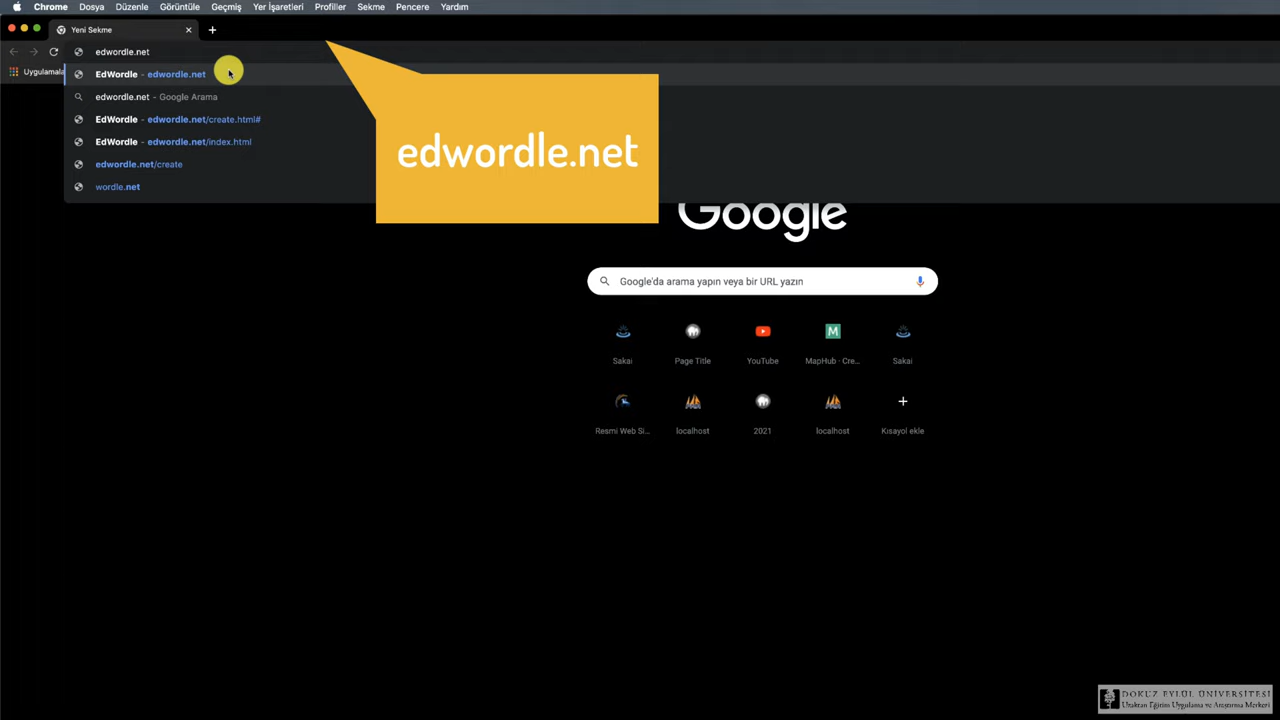 Chrome Dosya Düzenle Görüntüle Geçmiş Yer İşaretleri Profiller Sekme Pencere Yardım
Yeni Sekme
edwordle.net
Uygulamala
EdWordle - edwordle.net
edwordle.net - Google Arama
EdWordle - edwordle.net/create.html#
EdWordle - edwordle.net/index.html
edwordle.net/create
wordle.net
edwordle.net
Google
Google'da arama yapın veya bir URL yazın
Sakai Page Title YouTube MapHub - Cre... Sakai
Resmi Web Si... localhost 2021 localhost Kısayol ekle
DOKUZ EYLÜL ÜNİVERSİTESİ
Uzaktan Eğitim Uygulama ve Araştırma Merkezi